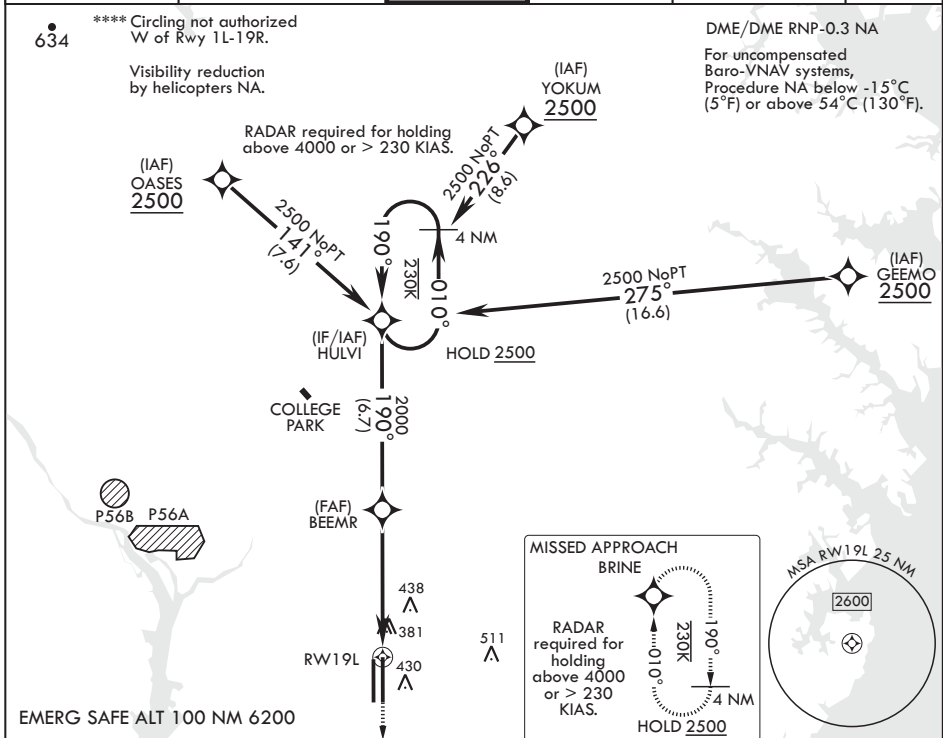 634
**** Circling not authorized
W of Rwy 1L-19R.
Visibility reduction
by helicopters NA.
DME/DME RNP-0.3 NA
For uncompensated
Baro-VNAV systems,
Procedure NA below -15°C
(5°F) or above 54°C (130°F).
(IAF)
YOKUM
2500
RADAR required for holding
above 4000 or > 230 KIAS.
(IAF)
OASES
2500
2500 NoPT
226°
(8.6)
2500 NoPT
141°
(7.6)
190°
230K
010°
4 NM
2500 NoPT
275°
(16.6)
(IAF)
GEEMO
2500
(IF/IAF)
HULVI
HOLD 2500
COLLEGE
PARK
2000
190°
(6.7)
P56B
P56A
(FAF)
BEEMR
438
381
RW19L
430
511
MISSED APPROACH
BRINE
RADAR
required for
holding
above 4000
or > 230
KIAS.
230K
190°
010°
4 NM
HOLD 2500
MSA RW19L 25 NM
2600
EMERG SAFE ALT 100 NM 6200